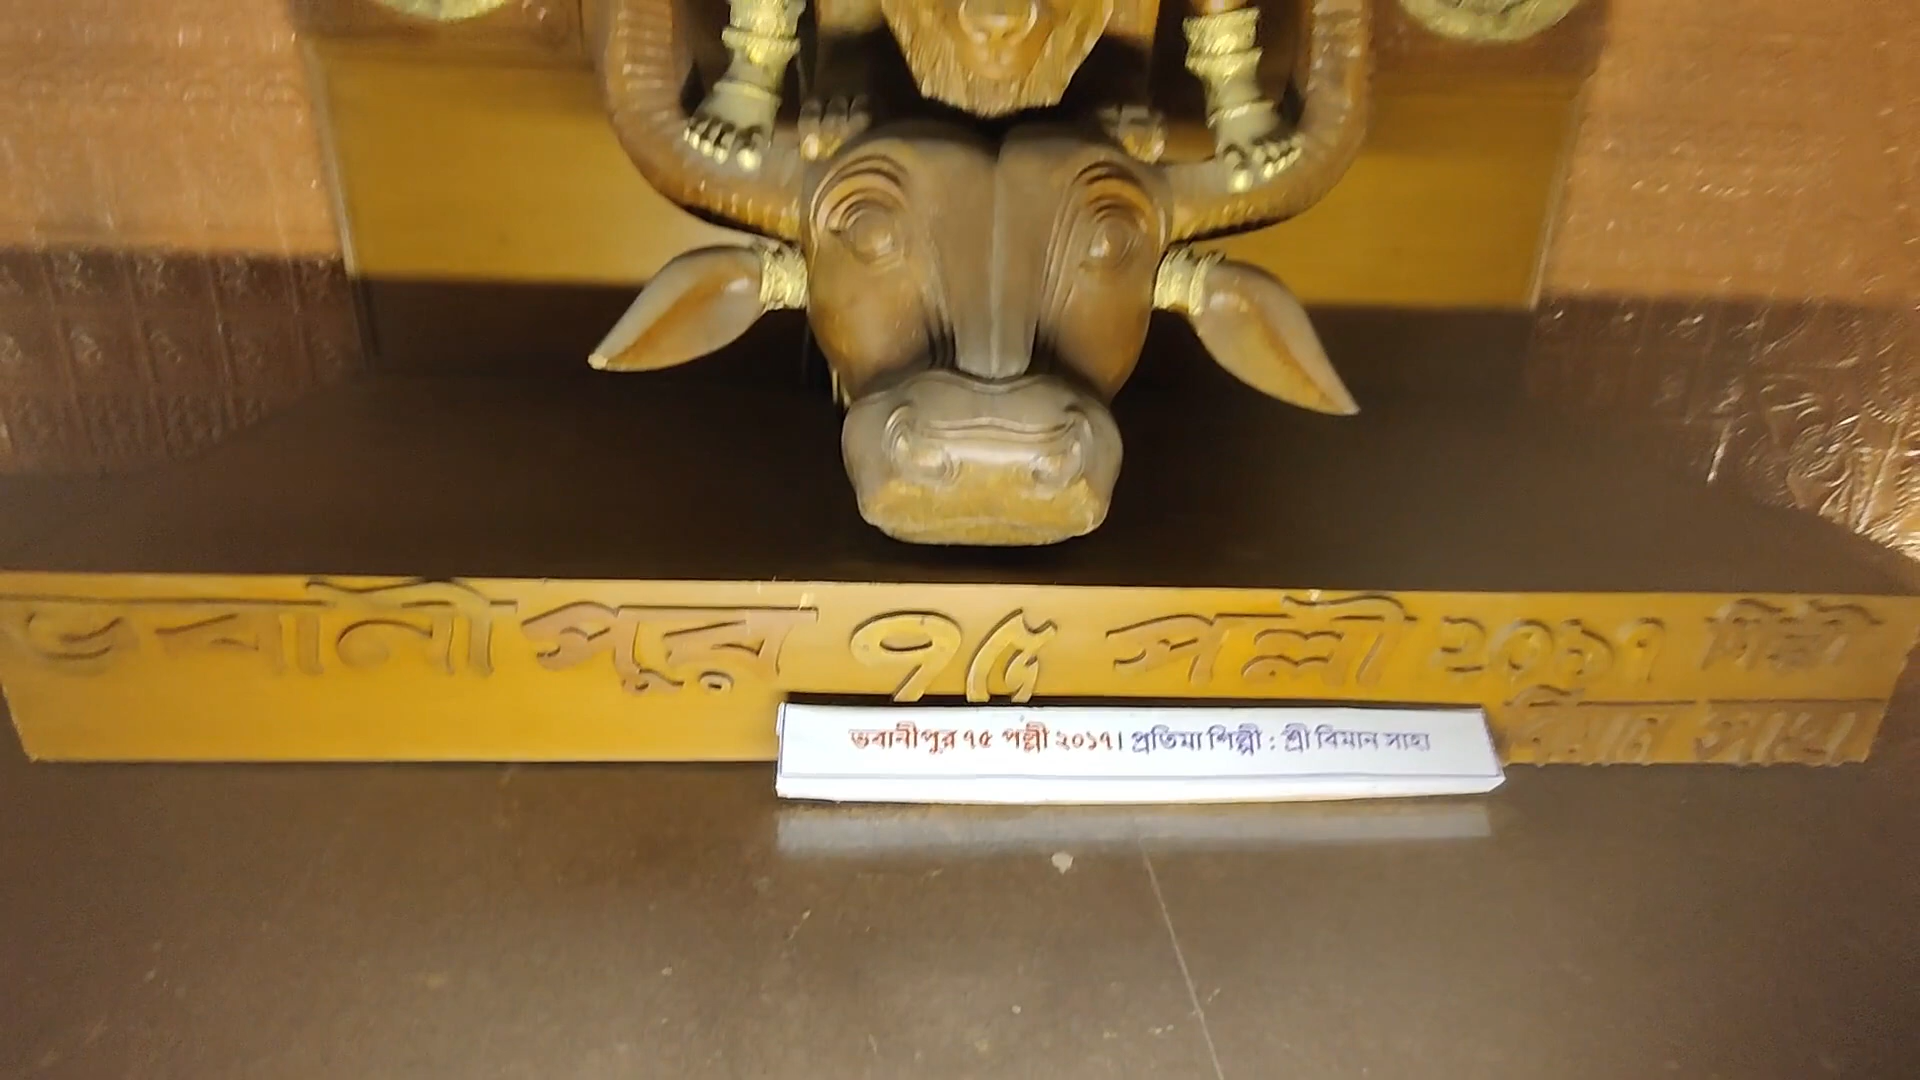 ভবানীপুর ৭৫ পল্লী ২০১৭ শিল্পী
বিমান সাহা
ভবানীপুর ৭৫ পল্লী ২০১৭। প্রতিমা শিল্পী : শ্রী বিমান সাহা